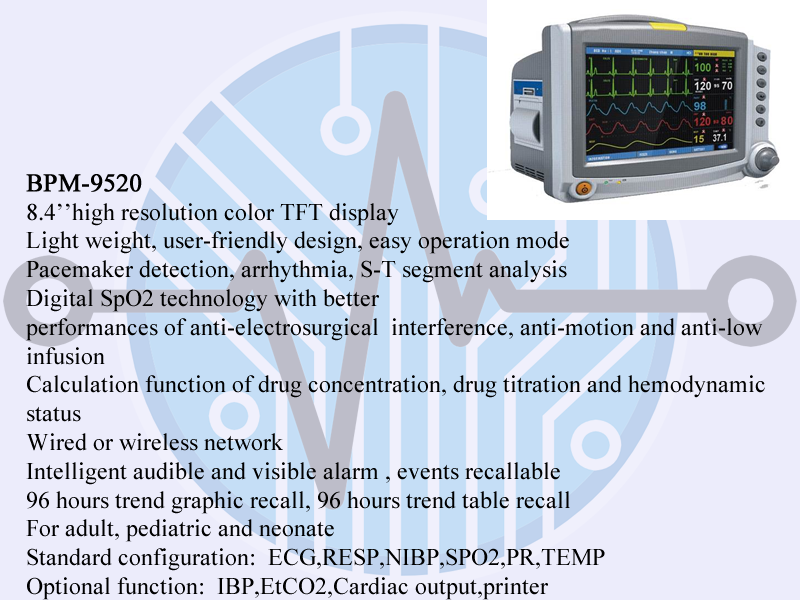 BPM-9520
8.4’’high resolution color TFT display
Light weight, user-friendly design, easy operation mode
Pacemaker detection, arrhythmia, S-T segment analysis
Digital SpO2 technology with better
performances of anti-electrosurgical  interference, anti-motion and anti-low
infusion
Calculation function of drug concentration, drug titration and hemodynamic
status
Wired or wireless network
Intelligent audible and visible alarm , events recallable
96 hours trend graphic recall, 96 hours trend table recall
For adult, pediatric and neonate
Standard configuration:  ECG,RESP,NIBP,SPO2,PR,TEMP
Optional function:  IBP,EtCO2,Cardiac output,printer
100
120 70
98
120 80
15 37.1